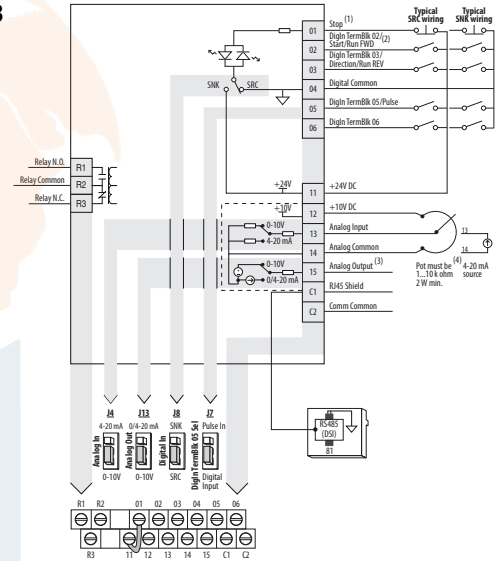 3
Typical
SRC wiring
Typical
SNK wiring
01 Stop (1)
DigIn TermBlk 02/(2)
02 Start/Run FWD
DigIn TermBlk 03/
03 Direction/Run REV
SNK SRC
04 Digital Common
05 DigIn TermBlk 05/Pulse
06 DigIn TermBlk 06
Relay N.O. R1
Relay Common R2
Relay N.C. R3
+24V 11 +24V DC
+10V 12 +10V DC
0-10V 13 Analog Input 13
4-20 mA
14 Analog Common 14
0-10V 15 Analog Output (3)
0/4-20 mA
Pot must be
1...10 k ohm
2 W min.
(4) 4-20 mA
source
C1 RJ45 Shield
C2 Comm Common
J4 J13 J8 J7
4-20 mA 0/4-20 mA SNK Pulse In
Analog In
Analog Out
Digital In
DigIn TermBlk 05 Sel
0-10V 0-10V SRC Digital
Input
RS485
(DSI)
81
R1 R2 01 02 03 04 05 06
R3 11 12 13 14 15 C1 C2